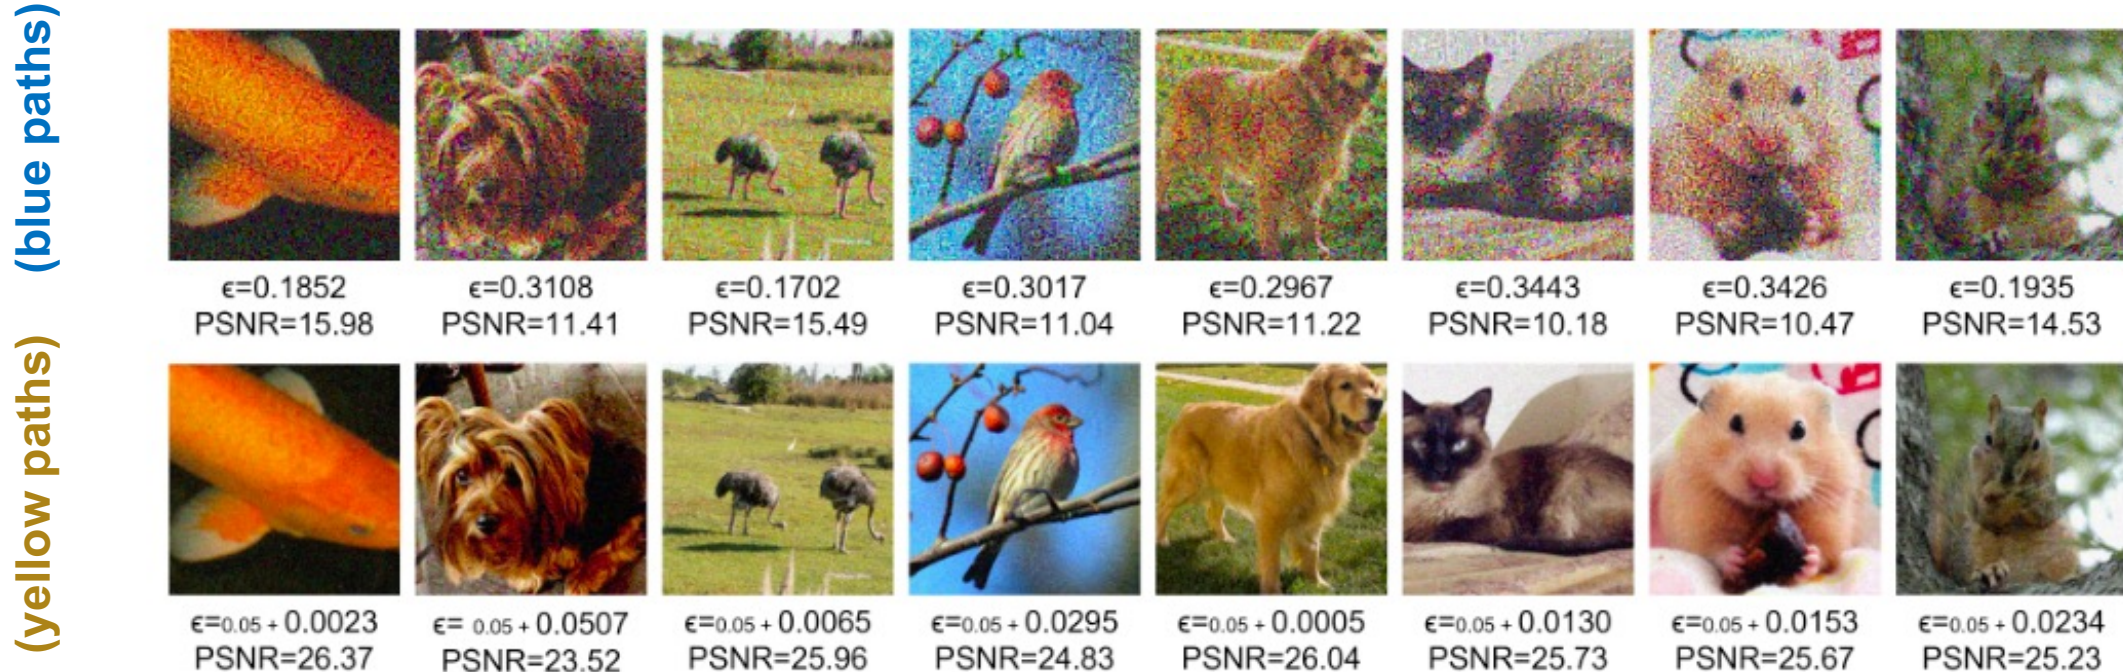 (blue paths)
ϵ=0.1852 ϵ=0.3108 ϵ=0.1702 ϵ=0.3017 ϵ=0.2967 ϵ=0.3443 ϵ=0.3426 ϵ=0.1935
PSNR=15.98 PSNR=11.41 PSNR=15.49 PSNR=11.04 PSNR=11.22 PSNR=10.18 PSNR=10.47 PSNR=14.53
(yellow paths)
ϵ=0.05 + 0.0023 ϵ= 0.05 + 0.0507 ϵ=0.05 + 0.0065 ϵ=0.05 + 0.0295 ϵ=0.05 + 0.0005 ϵ=0.05 + 0.0130 ϵ=0.05 + 0.0153 ϵ=0.05 + 0.0234
PSNR=26.37 PSNR=23.52 PSNR=25.96 PSNR=24.83 PSNR=26.04 PSNR=25.73 PSNR=25.67 PSNR=25.23